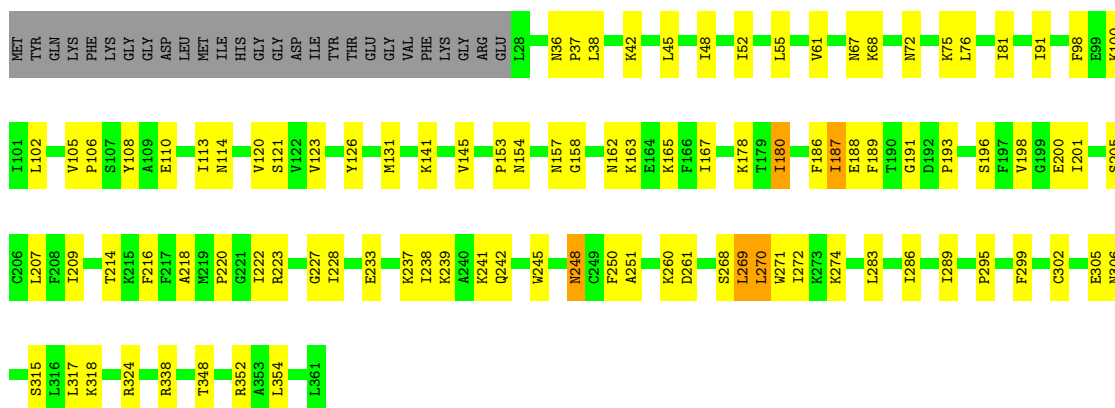 MET TYR GLN LYS PHE LYS GLY GLY ASP LEU MET ILE HIS GLY GLY ASP ILE TYR THR GLU GLY VAL PHE LYS GLY ARG GLU L28 N36 P37 L38 K42 L45 I48 I52 L55 V61 N67 K68 N72 K75 L76 I81 I91 F98 E99 K100
I101 L102 V105 P106 S107 Y108 A109 E110 I113 N114 V120 S121 V122 V123 Y126 M131 K141 V145 P153 N154 N157 G158 N162 K163 E164 K165 F166 I167 K178 T179 I180 F186 I187 E188 F189 T190 G191 D192 P193 S196 F197 V198 G199 E200 I201 S205
C206 L207 F208 I209 T214 K215 F216 F217 A218 M219 P220 G221 I222 R223 G227 I228 E233 K237 I238 K239 A240 K241 Q242 W245 N248 C249 F250 A251 K260 D261 S268 L269 L270 W271 I272 K273 K274 L283 I286 I289 P295 F299 C302 E305 N306
S315 L316 L317 K318 R324 R338 T348 R352 A353 L354 L361